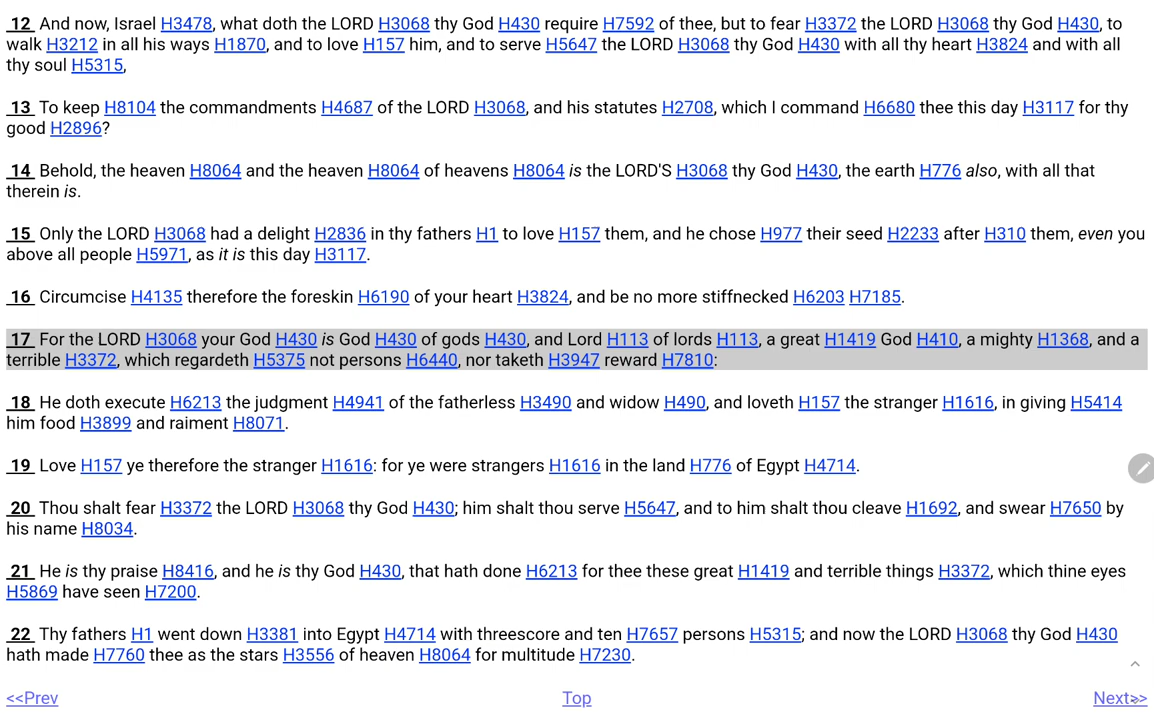 12 And now, Israel H3478, what doth the LORD H3068 thy God H430 require H7592 of thee, but to fear H3372 the LORD H3068 thy God H430, to
walk H3212 in all his ways H1870, and to love H157 him, and to serve H5647 the LORD H3068 thy God H430 with all thy heart H3824 and with all
thy soul H5315,
13 To keep H8104 the commandments H4687 of the LORD H3068, and his statutes H2708, which I command H6680 thee this day H3117 for thy
good H2896?
14 Behold, the heaven H8064 and the heaven H8064 of heavens H8064 is the LORD'S H3068 thy God H430, the earth H776 also, with all that
therein is.
15 Only the LORD H3068 had a delight H2836 in thy fathers H1 to love H157 them, and he chose H977 their seed H2233 after H310 them, even you
above all people H5971, as it is this day H3117.
16 Circumcise H4135 therefore the foreskin H6190 of your heart H3824, and be no more stiffnecked H6203 H7185.
17 For the LORD H3068 your God H430 is God H430 of gods H430, and Lord H113 of lords H113, a great H1419 God H410, a mighty H1368, and a
terrible H3372, which regardeth H5375 not persons H6440, nor taketh H3947 reward H7810:
18 He doth execute H6213 the judgment H4941 of the fatherless H3490 and widow H490, and loveth H157 the stranger H1616, in giving H5414
him food H3899 and raiment H8071.
19 Love H157 ye therefore the stranger H1616: for ye were strangers H1616 in the land H776 of Egypt H4714.
20 Thou shalt fear H3372 the LORD H3068 thy God H430; him shalt thou serve H5647, and to him shalt thou cleave H1692, and swear H7650 by
his name H8034.
21 He is thy praise H8416, and he is thy God H430, that hath done H6213 for thee these great H1419 and terrible things H3372, which thine eyes
H5869 have seen H7200.
22 Thy fathers H1 went down H3381 into Egypt H4714 with threescore and ten H7657 persons H5315; and now the LORD H3068 thy God H430
hath made H7760 thee as the stars H3556 of heaven H8064 for multitude H7230.
<<Prev Top Next>>